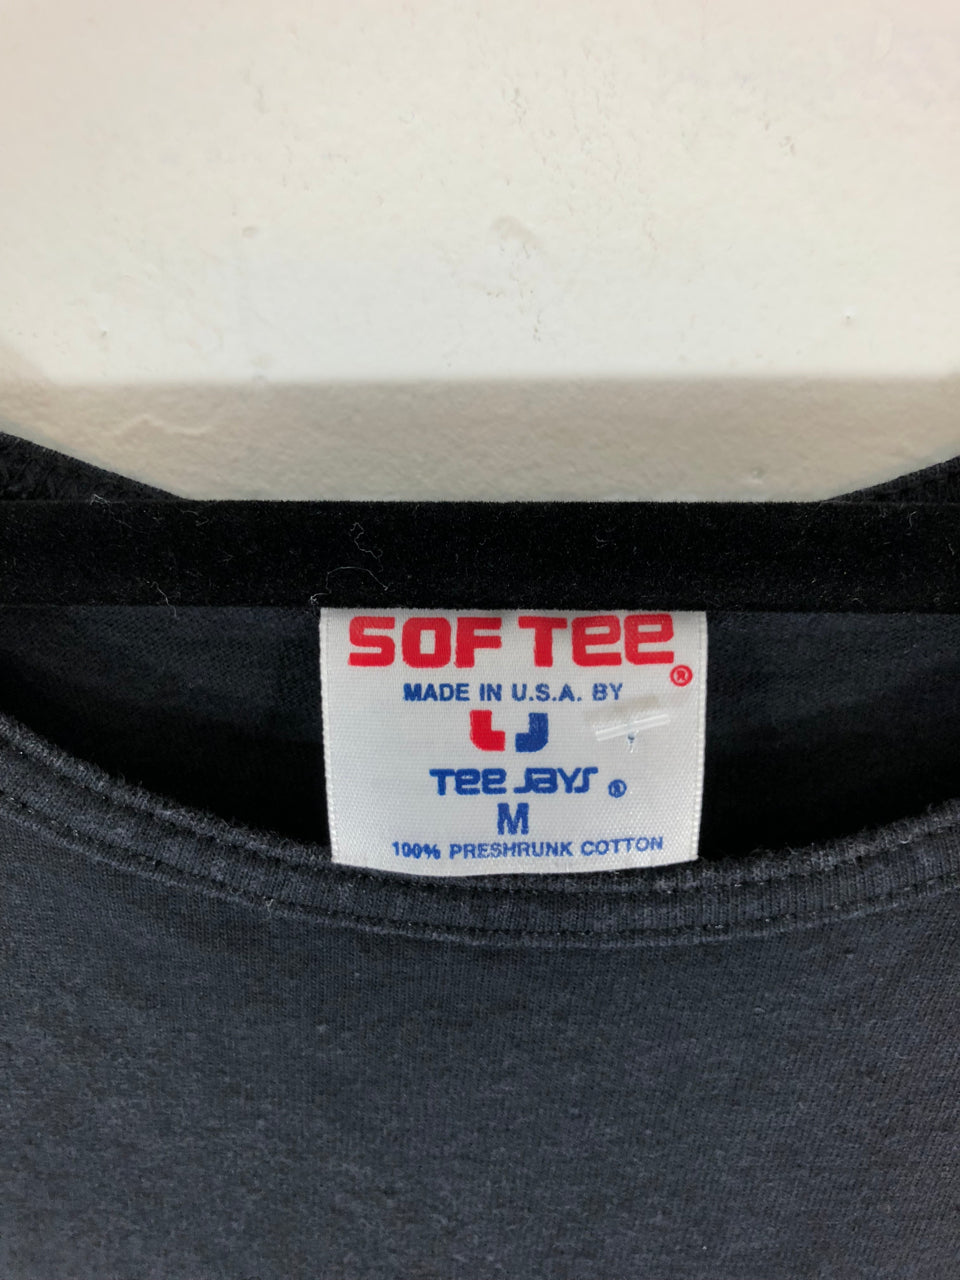 SOF TEE ®
MADE IN U.S.A. BY
TEE JAYS ®
M
100% PRESHRUNK COTTON